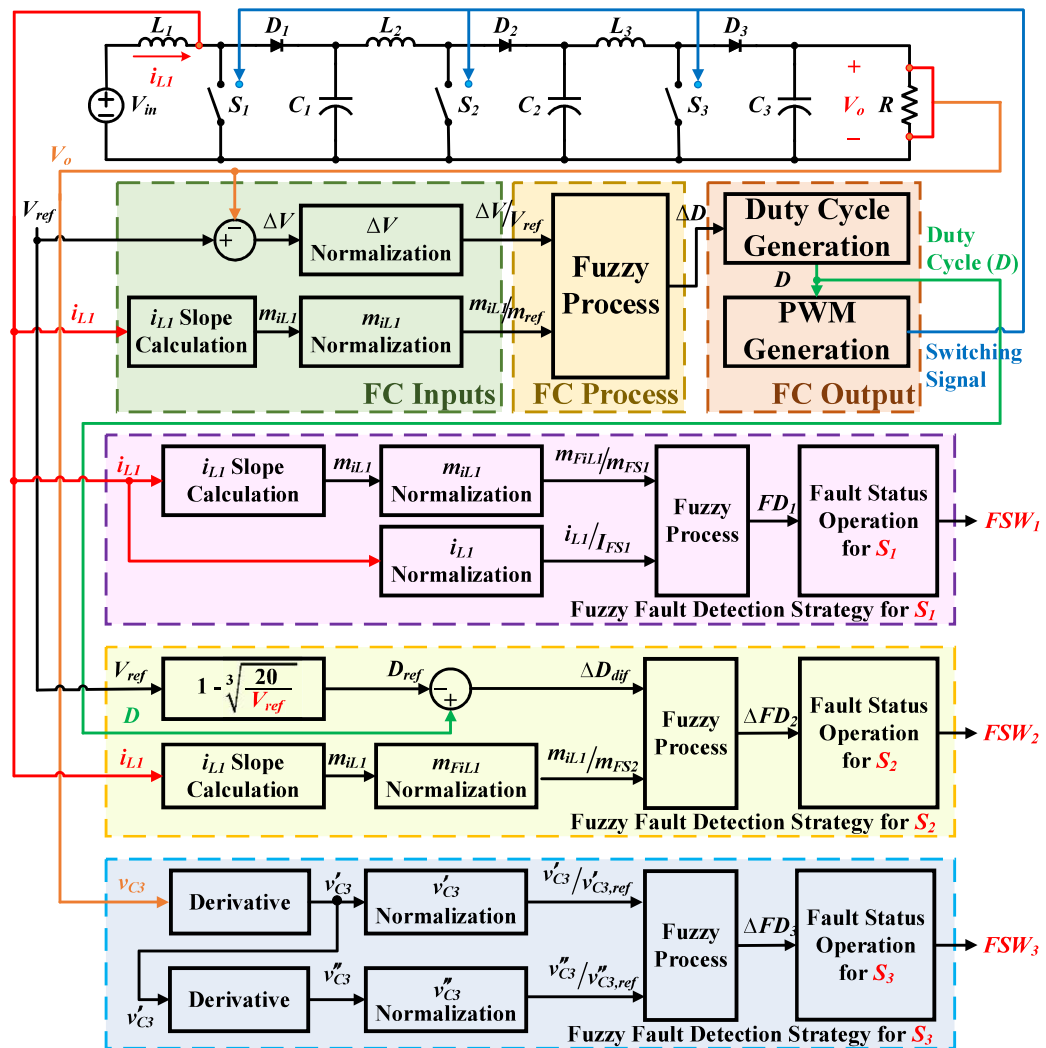 L1 D1 L2 D2 L3 D3
iL1
Vin S1 C1 S2 C2 S3 C3 + Vo − R
Vo
Vref
ΔV
ΔV
Normalization
ΔV/Vref
iL1
iL1 Slope
Calculation
miL1
miL1
Normalization
miL1/mref
FC Inputs
Fuzzy
Process
FC Process
ΔD
Duty Cycle
Generation
D
PWM
Generation
FC Output
Duty
Cycle (D)
Switching
Signal
iL1
iL1 Slope
Calculation
miL1
miL1
Normalization
mFiL1/mFS1
iL1
Normalization
iL1/IFS1
Fuzzy
Process
FD1
Fault Status
Operation
for S1
FSW1
Fuzzy Fault Detection Strategy for S1
Vref
1 - ∛(20/Vref)
Dref
D
ΔDdif
iL1
iL1 Slope
Calculation
miL1
mFiL1
Normalization
miL1/mFS2
Fuzzy
Process
ΔFD2
Fault Status
Operation
for S2
FSW2
Fuzzy Fault Detection Strategy for S2
vC3
Derivative
v′C3
v′C3
Normalization
v′C3/v′C3,ref
v′C3
Derivative
v″C3
v″C3
Normalization
v″C3/v″C3,ref
Fuzzy
Process
ΔFD3
Fault Status
Operation
for S3
FSW3
Fuzzy Fault Detection Strategy for S3